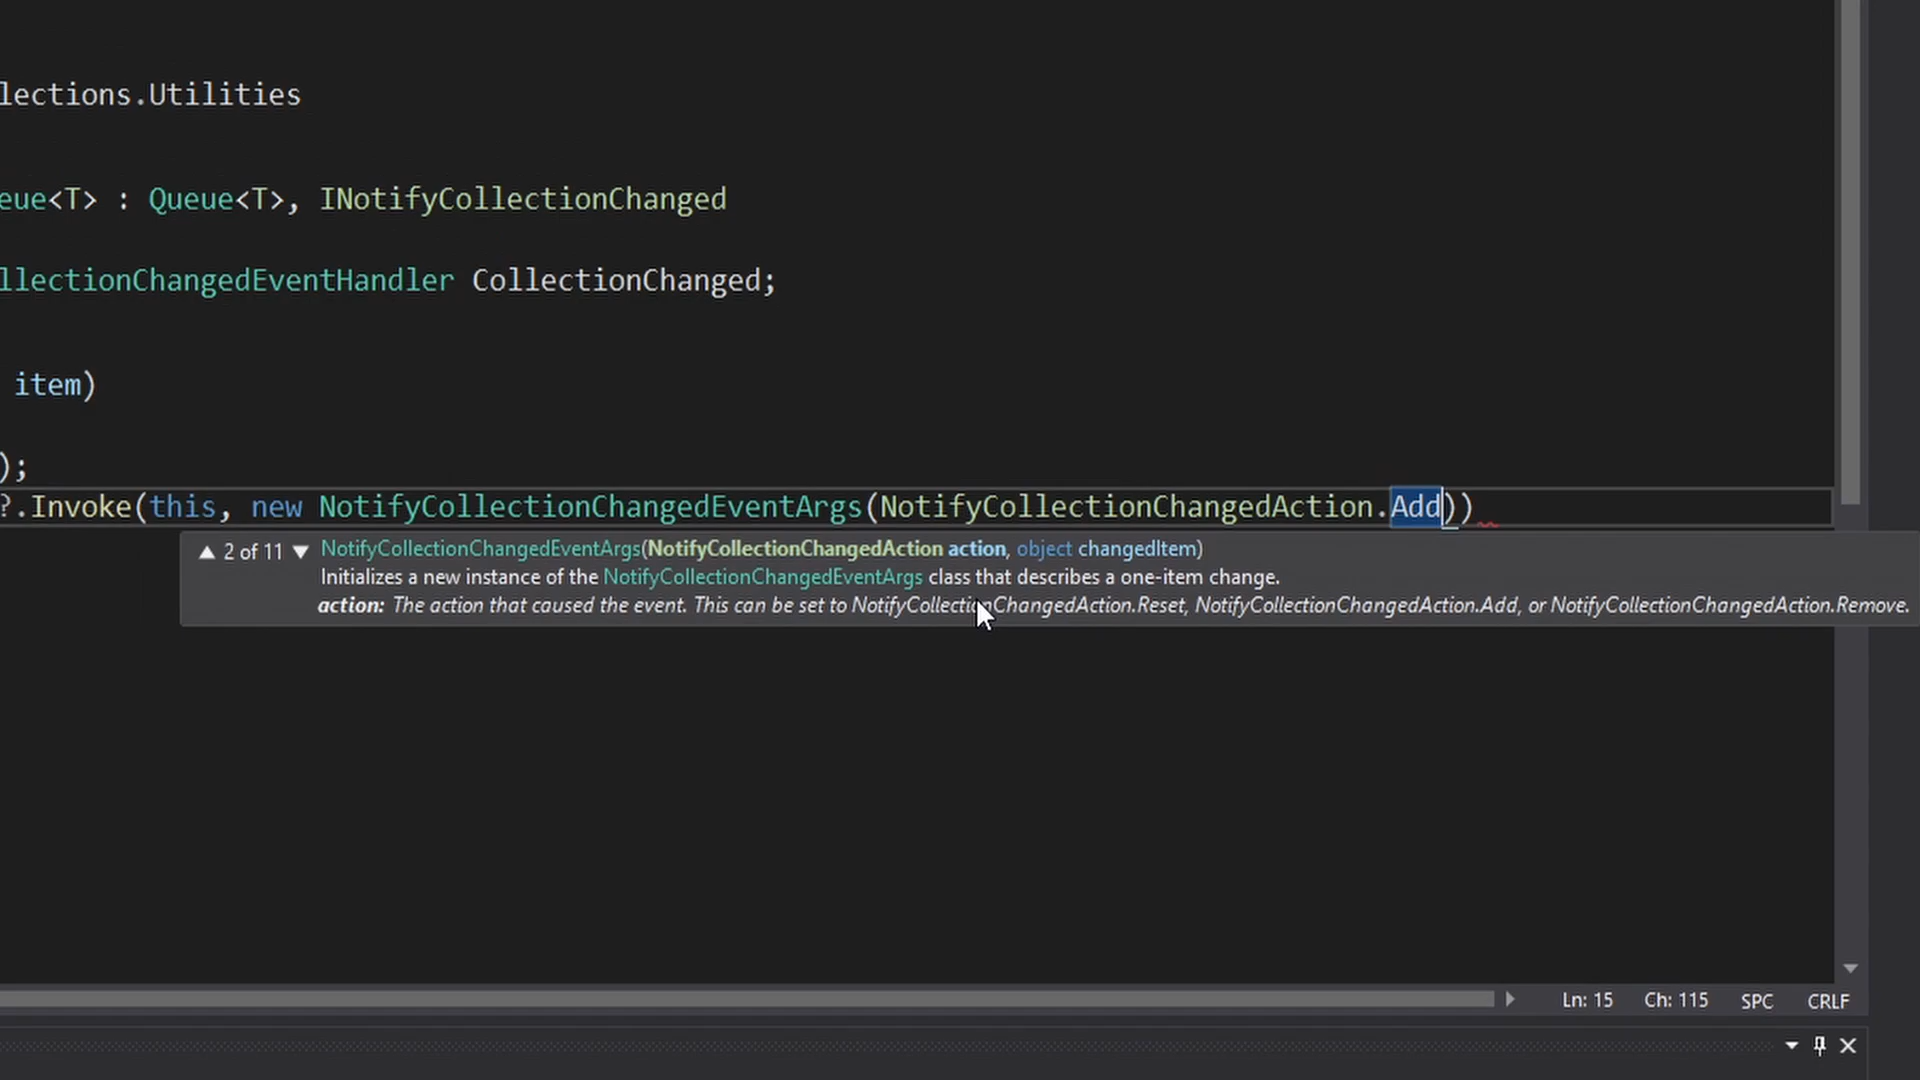 lections.Utilities
eue<T> : Queue<T>, INotifyCollectionChanged
llectionChangedEventHandler CollectionChanged;
item)
);
?.Invoke(this, new NotifyCollectionChangedEventArgs(NotifyCollectionChangedAction.Add))
▲ 2 of 11 ▼ NotifyCollectionChangedEventArgs(NotifyCollectionChangedAction action, object changedItem)
Initializes a new instance of the NotifyCollectionChangedEventArgs class that describes a one-item change.
action: The action that caused the event. This can be set to NotifyCollectionChangedAction.Reset, NotifyCollectionChangedAction.Add, or NotifyCollectionChangedAction.Remove.
Ln: 15 Ch: 115 SPC CRLF